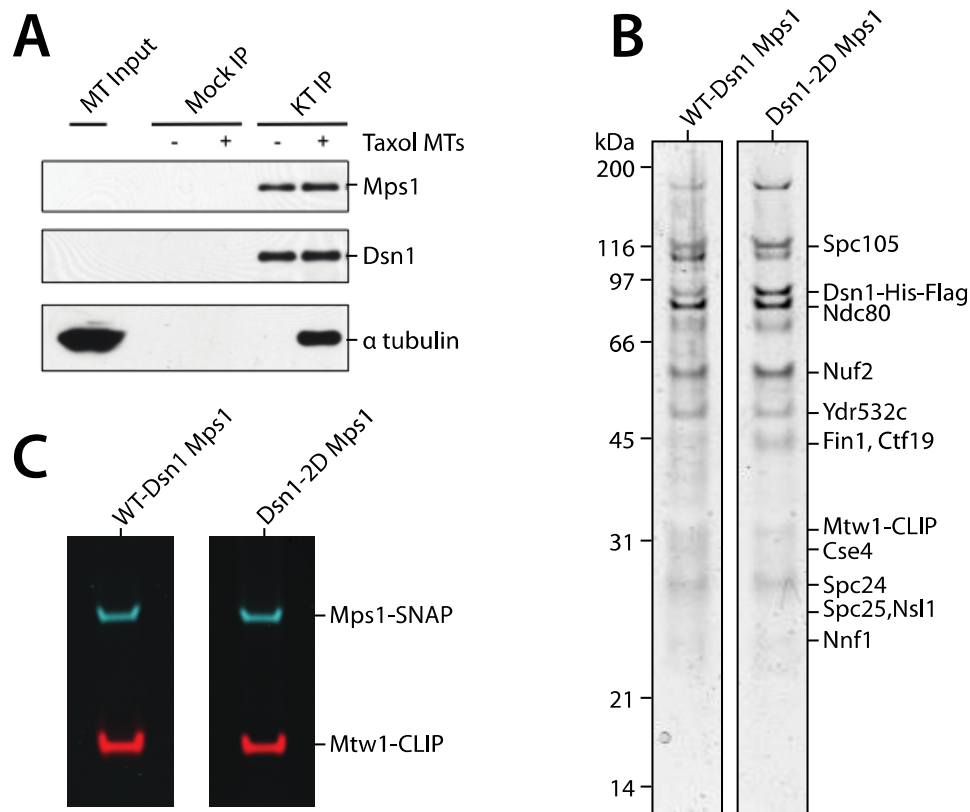 A
MT Input
Mock IP
KT IP
- + - + Taxol MTs
Mps1
Dsn1
α tubulin
B
WT-Dsn1 Mps1
Dsn1-2D Mps1
kDa
200
116
97
66
45
31
21
14
Spc105
Dsn1-His-Flag
Ndc80
Nuf2
Ydr532c
Fin1, Ctf19
Mtw1-CLIP
Cse4
Spc24
Spc25,Nsl1
Nnf1
C
WT-Dsn1 Mps1
Dsn1-2D Mps1
Mps1-SNAP
Mtw1-CLIP